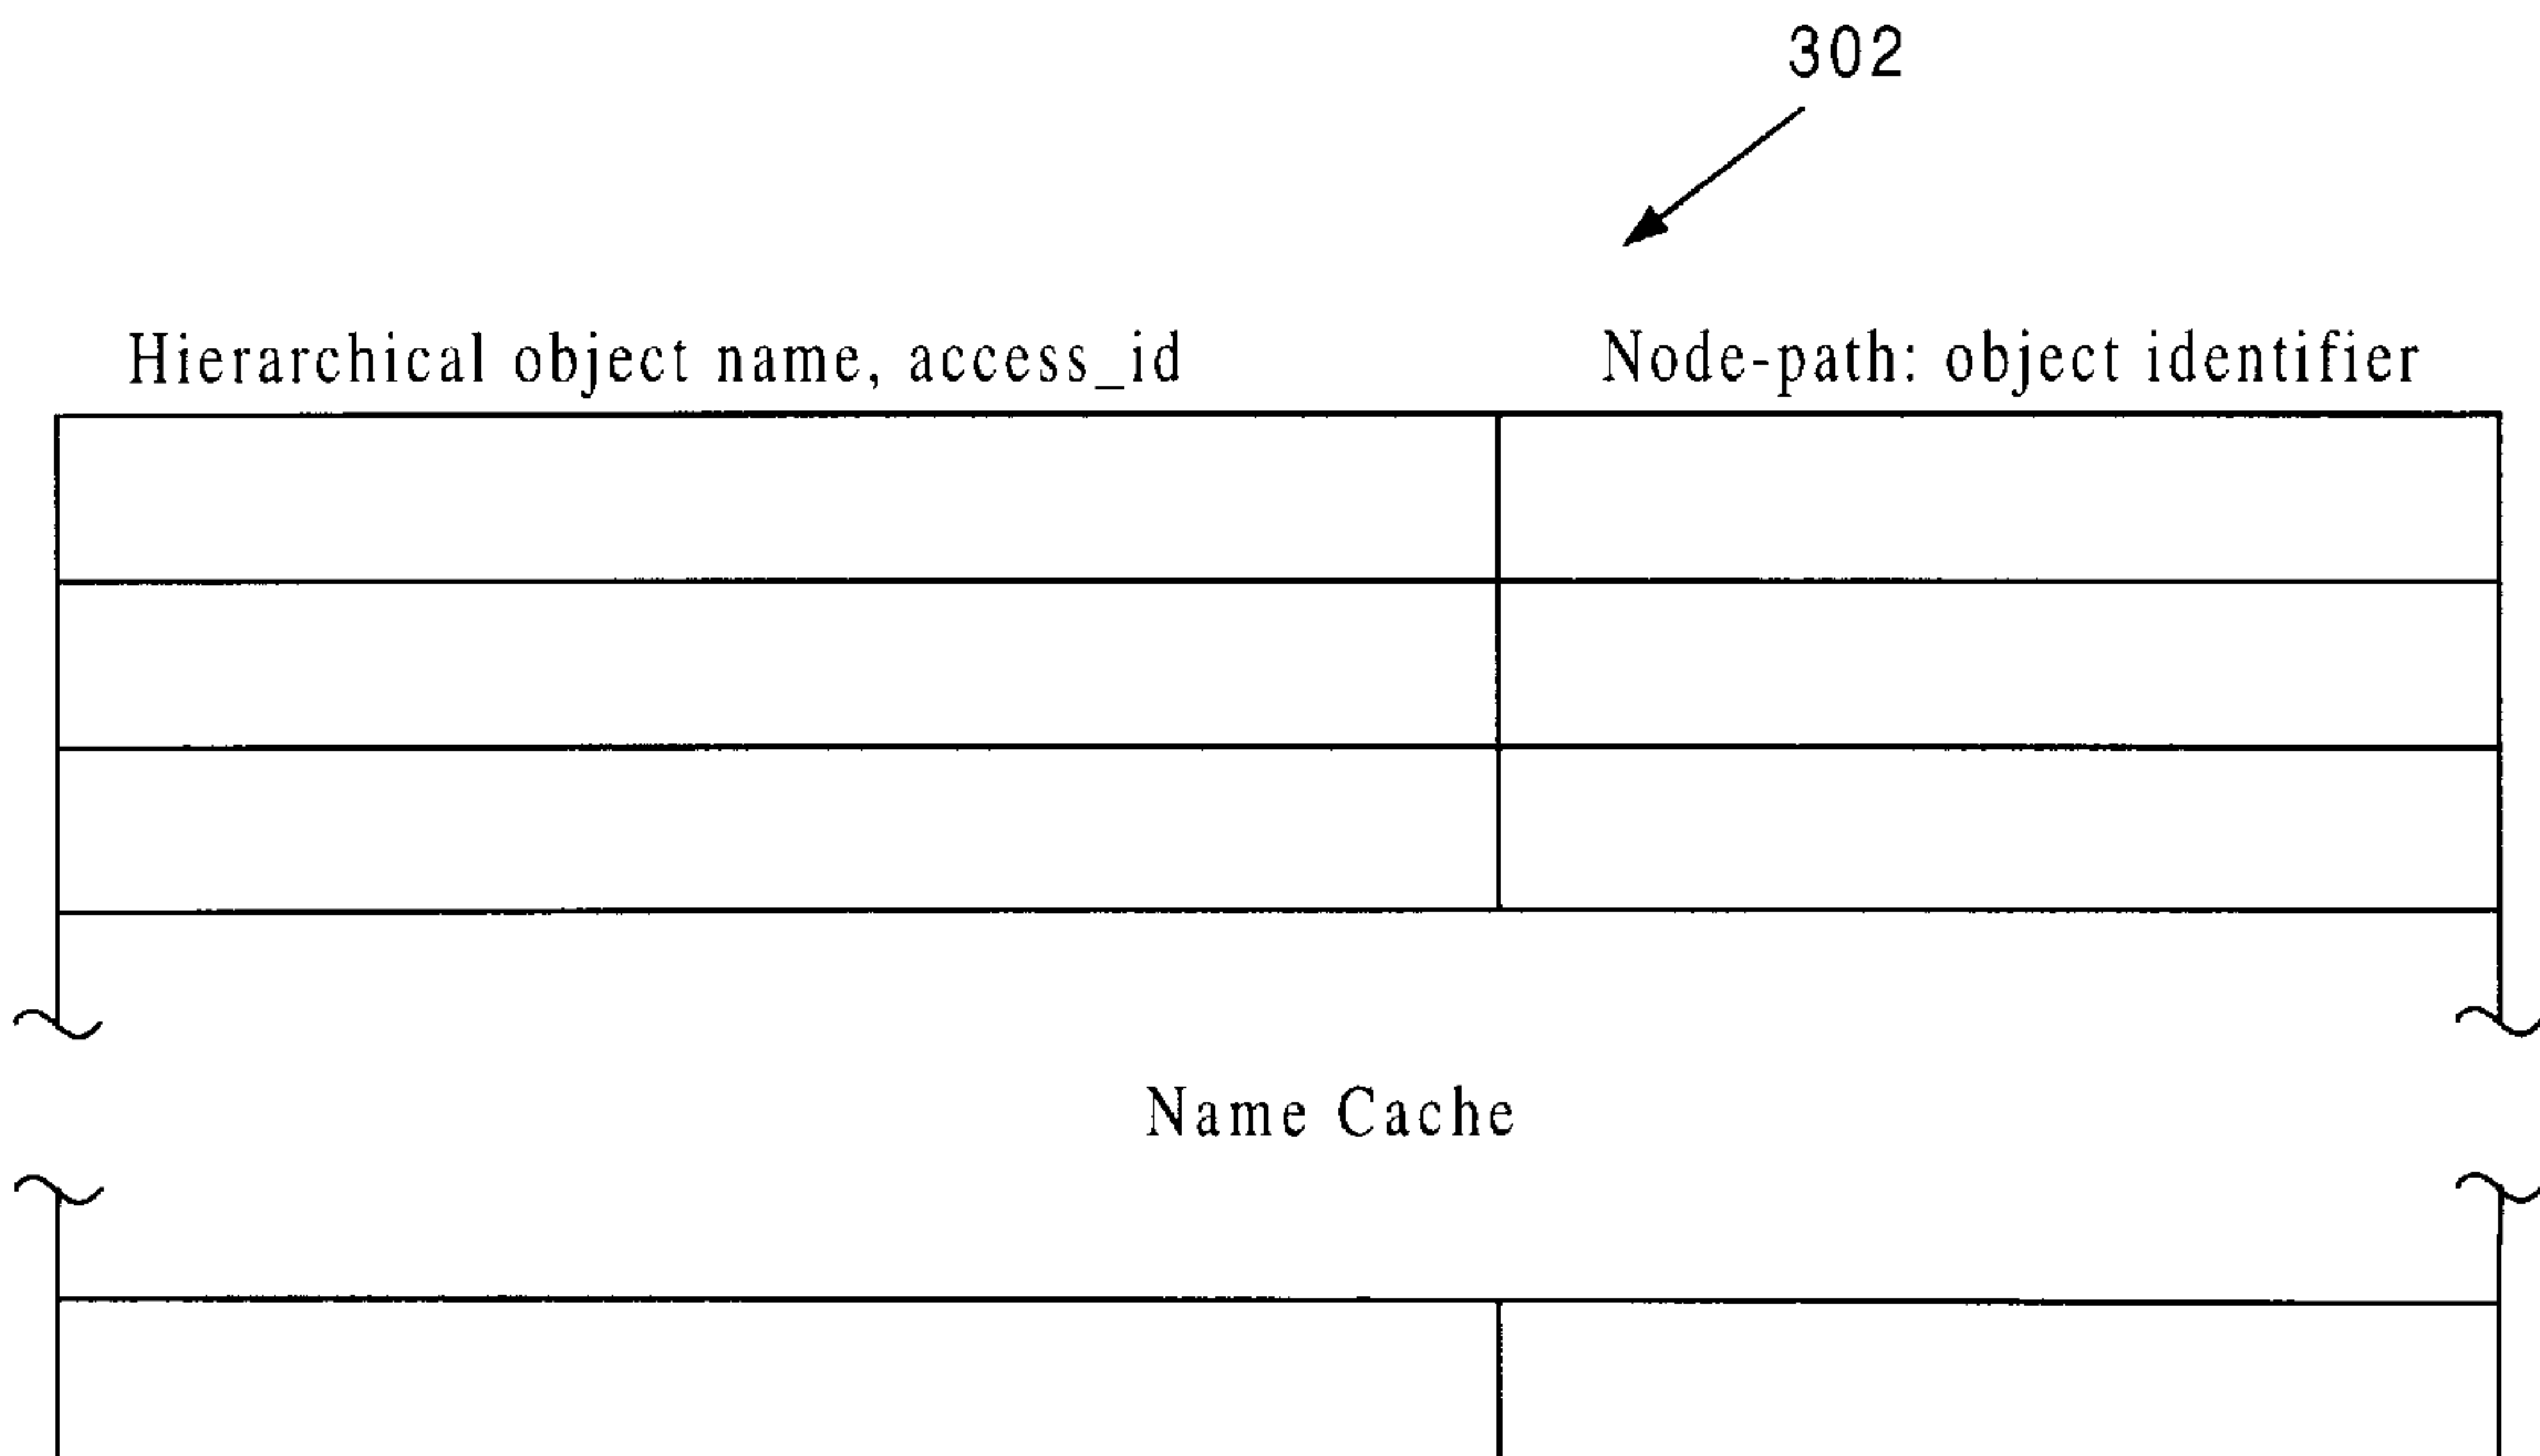 302
Hierarchical object name, access_id
Node-path: object identifier
Name Cache